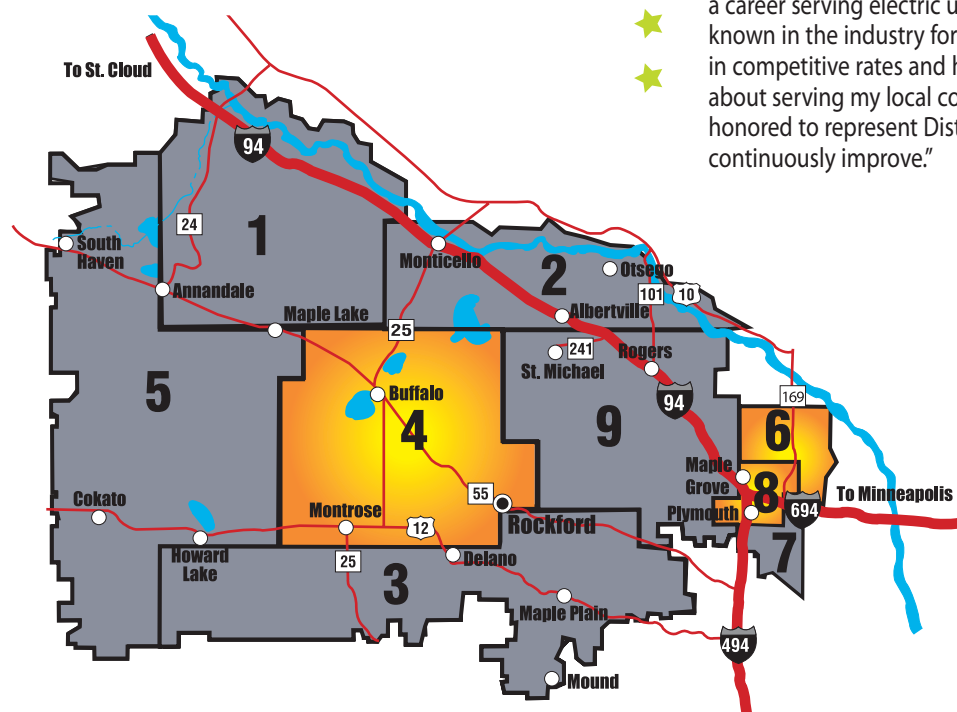 a career serving electric u
known in the industry for
in competitive rates and h
about serving my local co
honored to represent Dist
continuously improve."
To St. Cloud
94
24
1
South
Haven
Monticello
2
Otsego
Annandale
101
10
Maple Lake
25
Albertville
241
St. Michael
Rogers
5
Buffalo
94
169
4
9
6
Maple
Grove
8
55
To Minneapolis
Cokato
Montrose
12
Rockford
Plymouth
694
Howard
Lake
25
Delano
7
3
Maple Plain
494
Mound